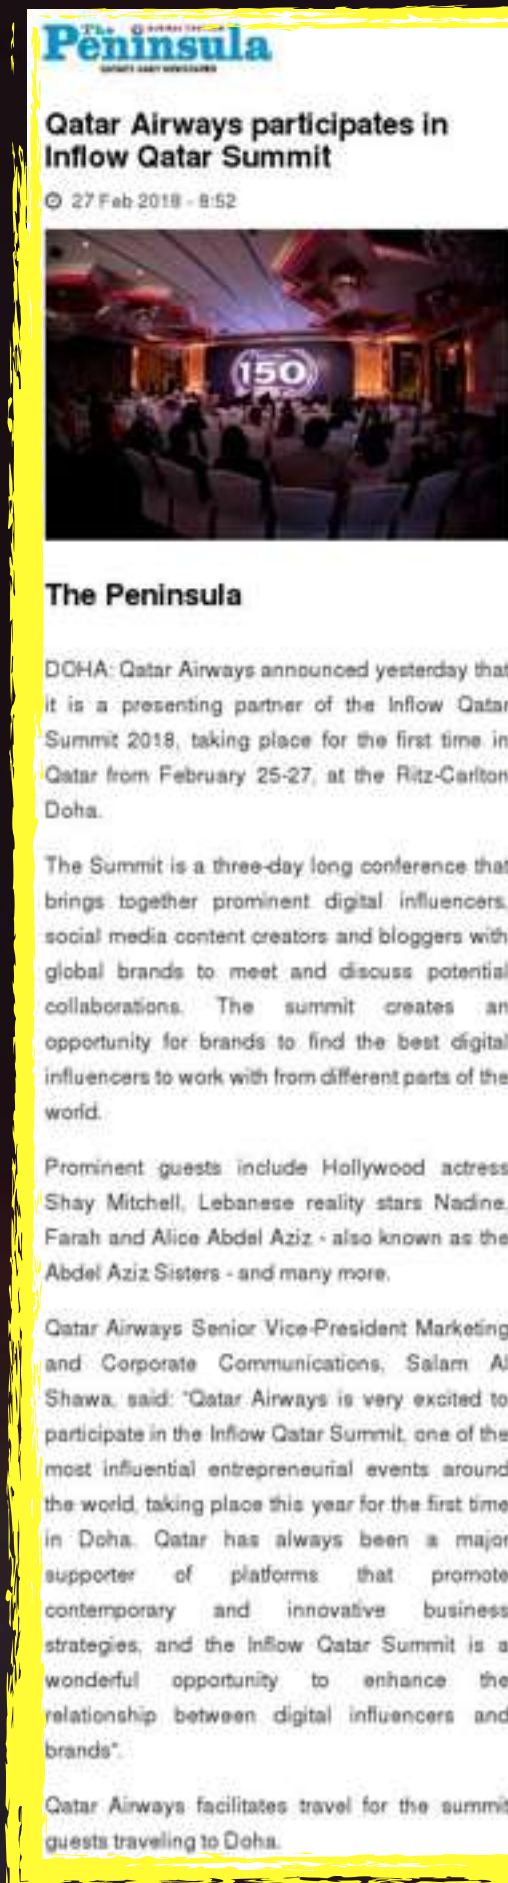 The
Peninsula
QATAR'S DAILY NEWSPAPER
Qatar Airways participates in
Inflow Qatar Summit
27 Feb 2018 - 8:52
150
The Peninsula
DOHA: Qatar Airways announced yesterday that
it is a presenting partner of the Inflow Qatar
Summit 2018, taking place for the first time in
Qatar from February 25-27, at the Ritz-Carlton
Doha.
The Summit is a three-day long conference that
brings together prominent digital influencers,
social media content creators and bloggers with
global brands to meet and discuss potential
collaborations. The summit creates an
opportunity for brands to find the best digital
influencers to work with from different parts of the
world.
Prominent guests include Hollywood actress
Shay Mitchell, Lebanese reality stars Nadine,
Farah and Alice Abdel Aziz - also known as the
Abdel Aziz Sisters - and many more.
Qatar Airways Senior Vice-President Marketing
and Corporate Communications, Salam Al
Shawa, said: "Qatar Airways is very excited to
participate in the Inflow Qatar Summit, one of the
most influential entrepreneurial events around
the world, taking place this year for the first time
in Doha. Qatar has always been a major
supporter of platforms that promote
contemporary and innovative business
strategies, and the Inflow Qatar Summit is a
wonderful opportunity to enhance the
relationship between digital influencers and
brands".
Qatar Airways facilitates travel for the summit
guests traveling to Doha.